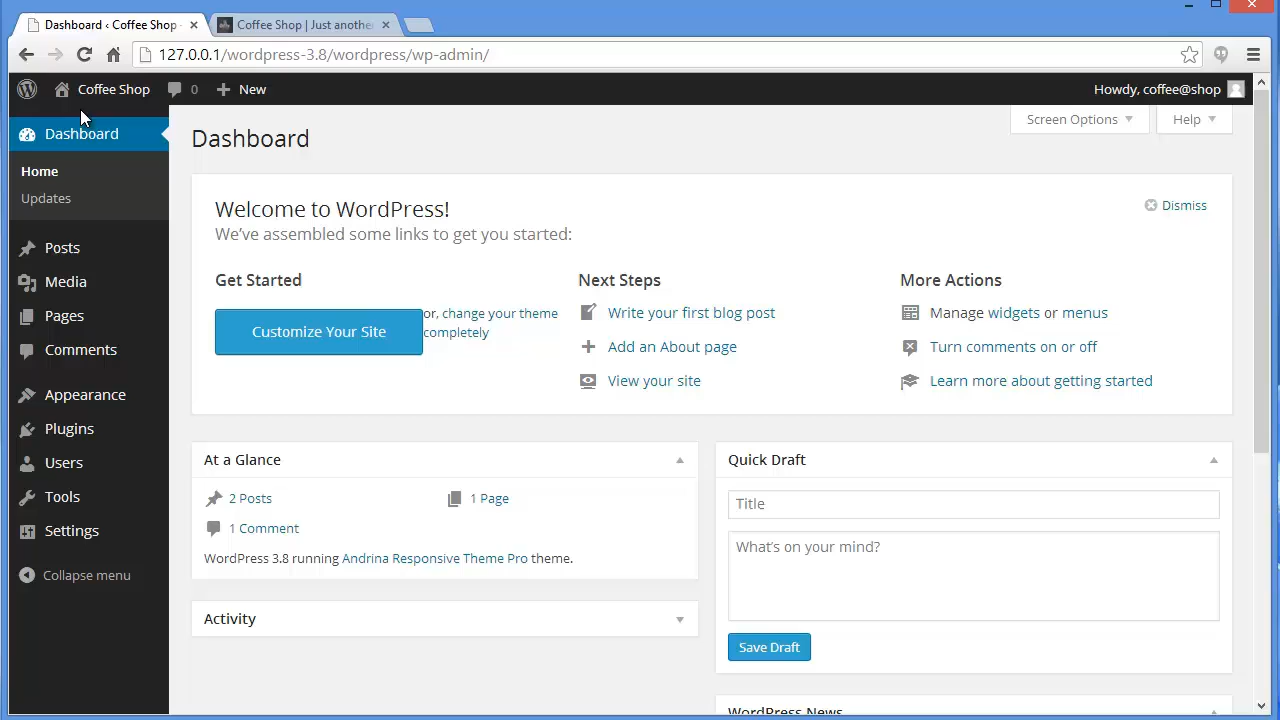 Dashboard ‹ Coffee Shop
Coffee Shop | Just anothe
127.0.0.1/wordpress-3.8/wordpress/wp-admin/
Coffee Shop 0 New Howdy, coffee@shop
Screen Options Help
Dashboard
Home
Updates
Posts
Media
Pages
Comments
Appearance
Plugins
Users
Tools
Settings
Collapse menu
Dashboard
Welcome to WordPress!
We've assembled some links to get you started:
Dismiss
Get Started
Customize Your Site
or, change your theme
completely
Next Steps
Write your first blog post
Add an About page
View your site
More Actions
Manage widgets or menus
Turn comments on or off
Learn more about getting started
At a Glance
2 Posts
1 Page
1 Comment
WordPress 3.8 running Andrina Responsive Theme Pro theme.
Activity
Quick Draft
Title
What's on your mind?
Save Draft
WordPress News